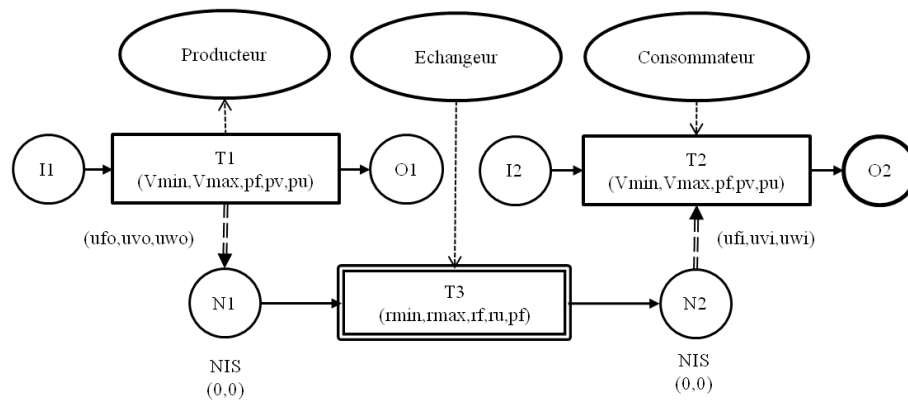 Producteur
Echangeur
Consommateur
I1
T1
(Vmin,Vmax,pf,pv,pu)
O1
I2
T2
(Vmin,Vmax,pf,pv,pu)
O2
(ufo,uvo,uwo)
(ufi,uvi,uwi)
N1
T3
(rmin,rmax,rf,ru,pf)
N2
NIS
(0,0)
NIS
(0,0)